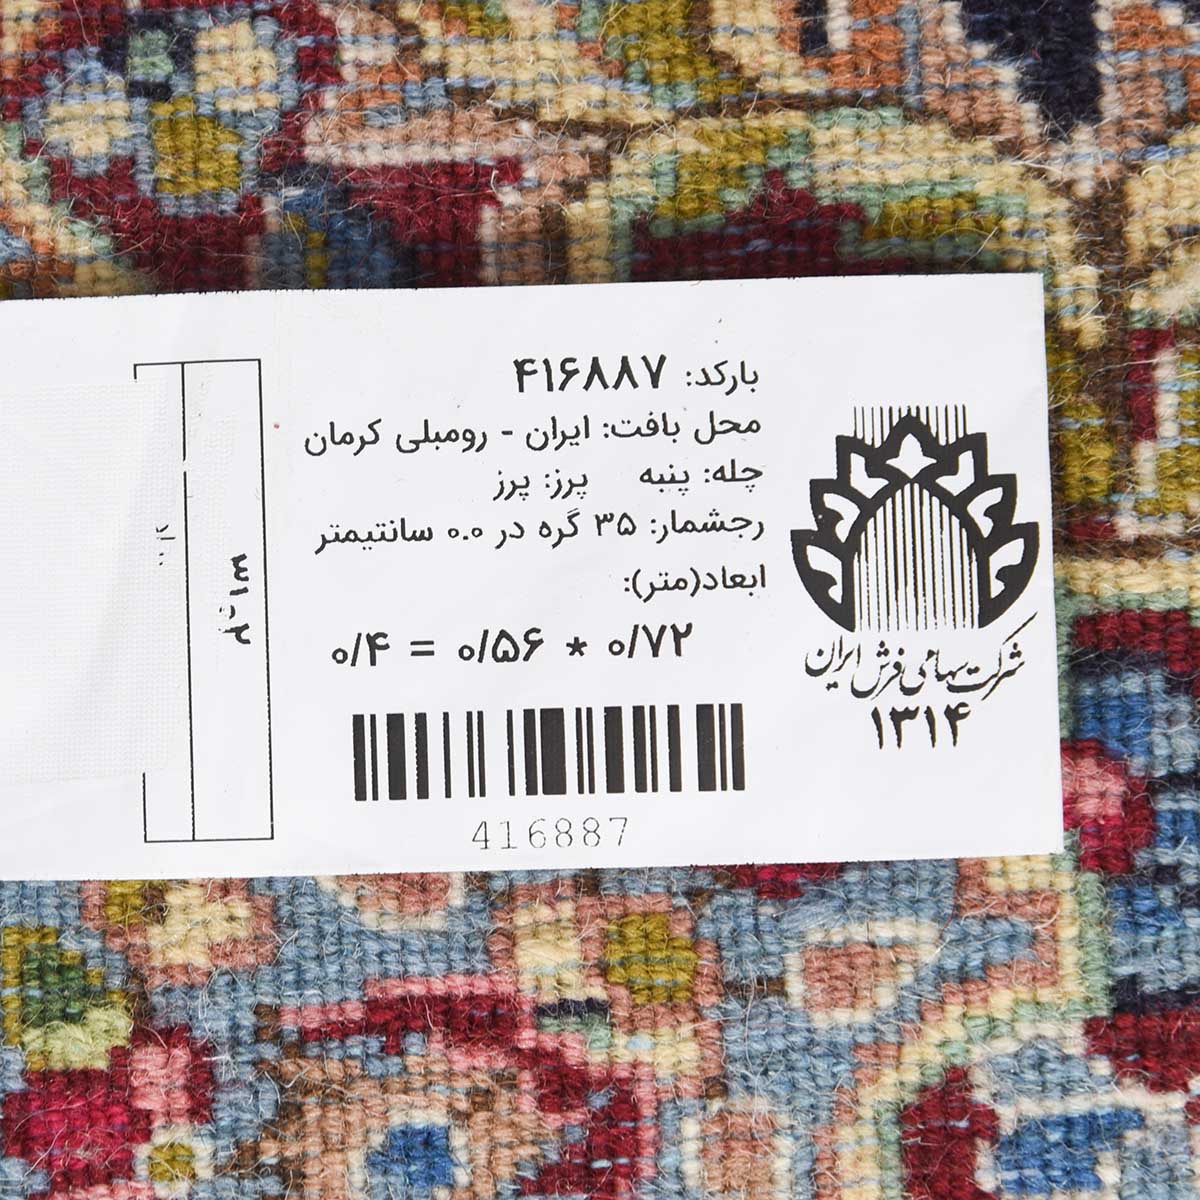 بارکد: ۴۱۶۸۸۷
محل بافت: ایران - رومبلی کرمان
چله: پنبه پرز: پرز
رجشمار: ۳۵ گره در ۰.۰ سانتیمتر
ابعاد(متر):
۰/۷۲ * ۰/۵۶ = ۰/۴
416887
شرکت سهامی فرش ایران
۱۳۱۴